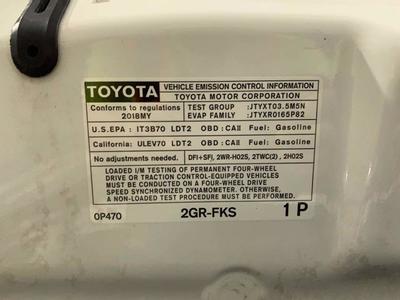 TOYOTA
VEHICLE EMISSION CONTROL INFORMATION
TOYOTA MOTOR CORPORATION
Conforms to regulations
2018MY
TEST GROUP :JTYXT03.5M5N
EVAP FAMILY :JTYXR0165P82
U.S.EPA : IT3B70 LDT2 OBD:CAII Fuel: Gasoline
California: ULEV70 LDT2 OBD:CAII Fuel: Gasoline
No adjustments needed. DFI+SFI, 2WR-HO2S, 2TWC(2), 2HO2S
LOADED I/M TESTING OF PERMANENT FOUR-WHEEL
DRIVE OR TRACTION CONTROL-EQUIPPED VEHICLES
MUST BE PERFORMED WITH A FOUR-WHEEL DRIVE
SPEED SYNCHRONIZED DYNAMOMETER. OTHERWISE,
A NON-LOADED TEST PROCEDURE MUST BE PERFORMED.
0P470 2GR-FKS 1 P